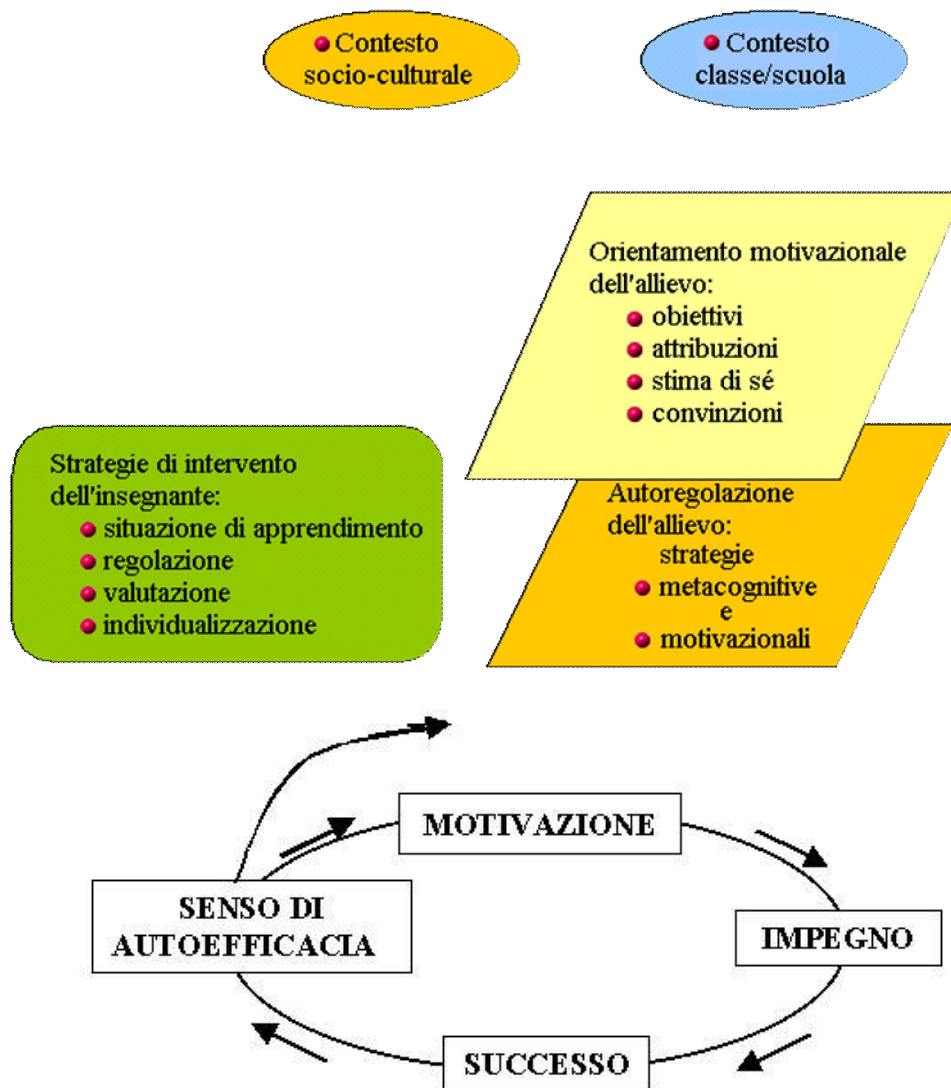 Contesto
socio-culturale
Contesto
classe/scuola
Orientamento motivazionale
dell'allievo:
obiettivi
attribuzioni
stima di sé
convinzioni
Strategie di intervento
dell'insegnante:
situazione di apprendimento
regolazione
valutazione
individualizzazione
Autoregolazione
dell'allievo:
strategie
metacognitive
e
motivazionali
MOTIVAZIONE
SENSO DI
AUTOEFFICACIA
IMPEGNO
SUCCESSO